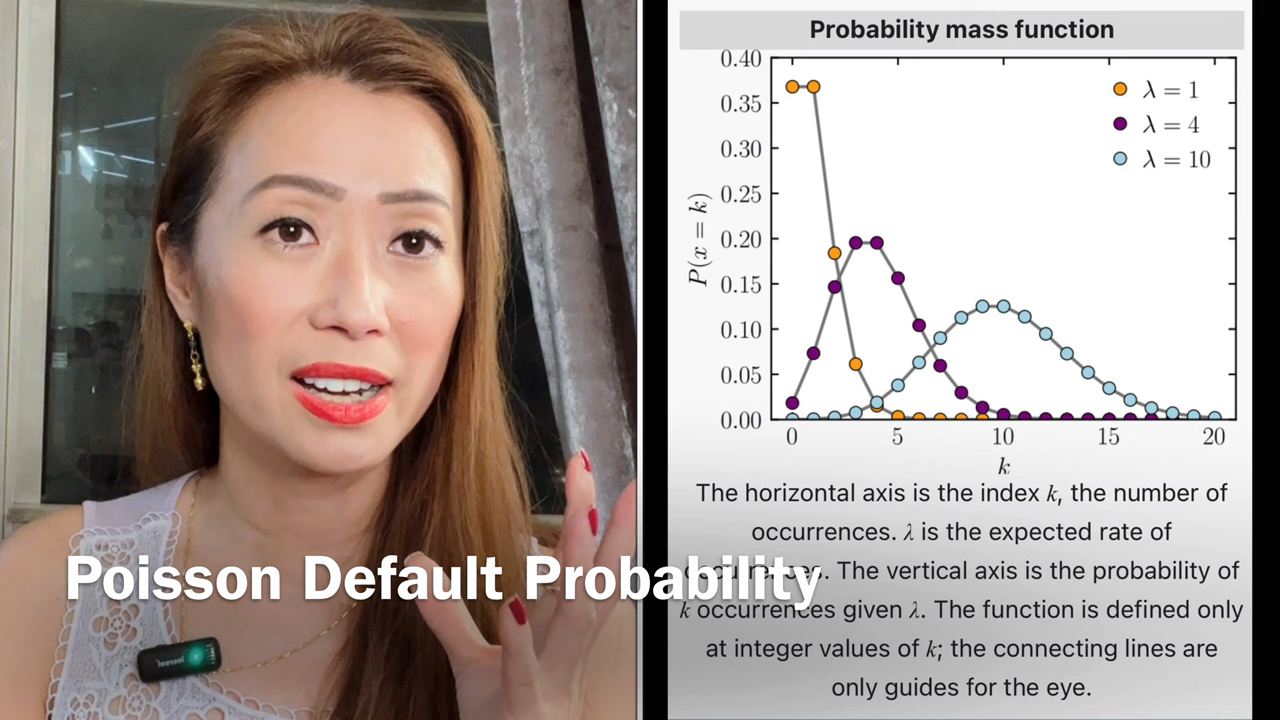 Probability mass function
0.40
0.35
0.30
0.25
0.20
0.15
0.10
0.05
0.00
P(x = k)
λ = 1
λ = 4
λ = 10
0 5 10 15 20
k
The horizontal axis is the index k, the number of
occurrences. λ is the expected rate of
. The vertical axis is the probability of
k occurrences given λ. The function is defined only
at integer values of k; the connecting lines are
only guides for the eye.
Poisson Default Probability